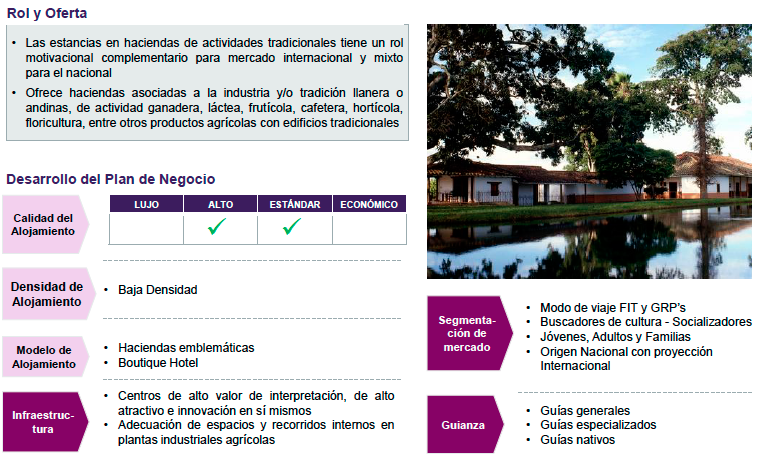 Rol y Oferta
• Las estancias en haciendas de actividades tradicionales tiene un rol
motivacional complementario para mercado internacional y mixto
para el nacional
• Ofrece haciendas asociadas a la industria y/o tradición llanera o
andinas, de actividad ganadera, láctea, frutícola, cafetera, hortícola,
floricultura, entre otros productos agrícolas con edificios tradicionales
Desarrollo del Plan de Negocio
Calidad del
Alojamiento
LUJO ALTO ESTÁNDAR ECONÓMICO
✓ ✓
Densidad de
Alojamiento
• Baja Densidad
Modelo de
Alojamiento
• Haciendas emblemáticas
• Boutique Hotel
Infraestruc-
tura
• Centros de alto valor de interpretación, de alto
atractivo e innovación en sí mismos
• Adecuación de espacios y recorridos internos en
plantas industriales agrícolas
Segmenta-
ción de
mercado
• Modo de viaje FIT y GRP's
• Buscadores de cultura - Socializadores
• Jóvenes, Adultos y Familias
• Origen Nacional con proyección
Internacional
Guianza
• Guías generales
• Guías especializados
• Guías nativos